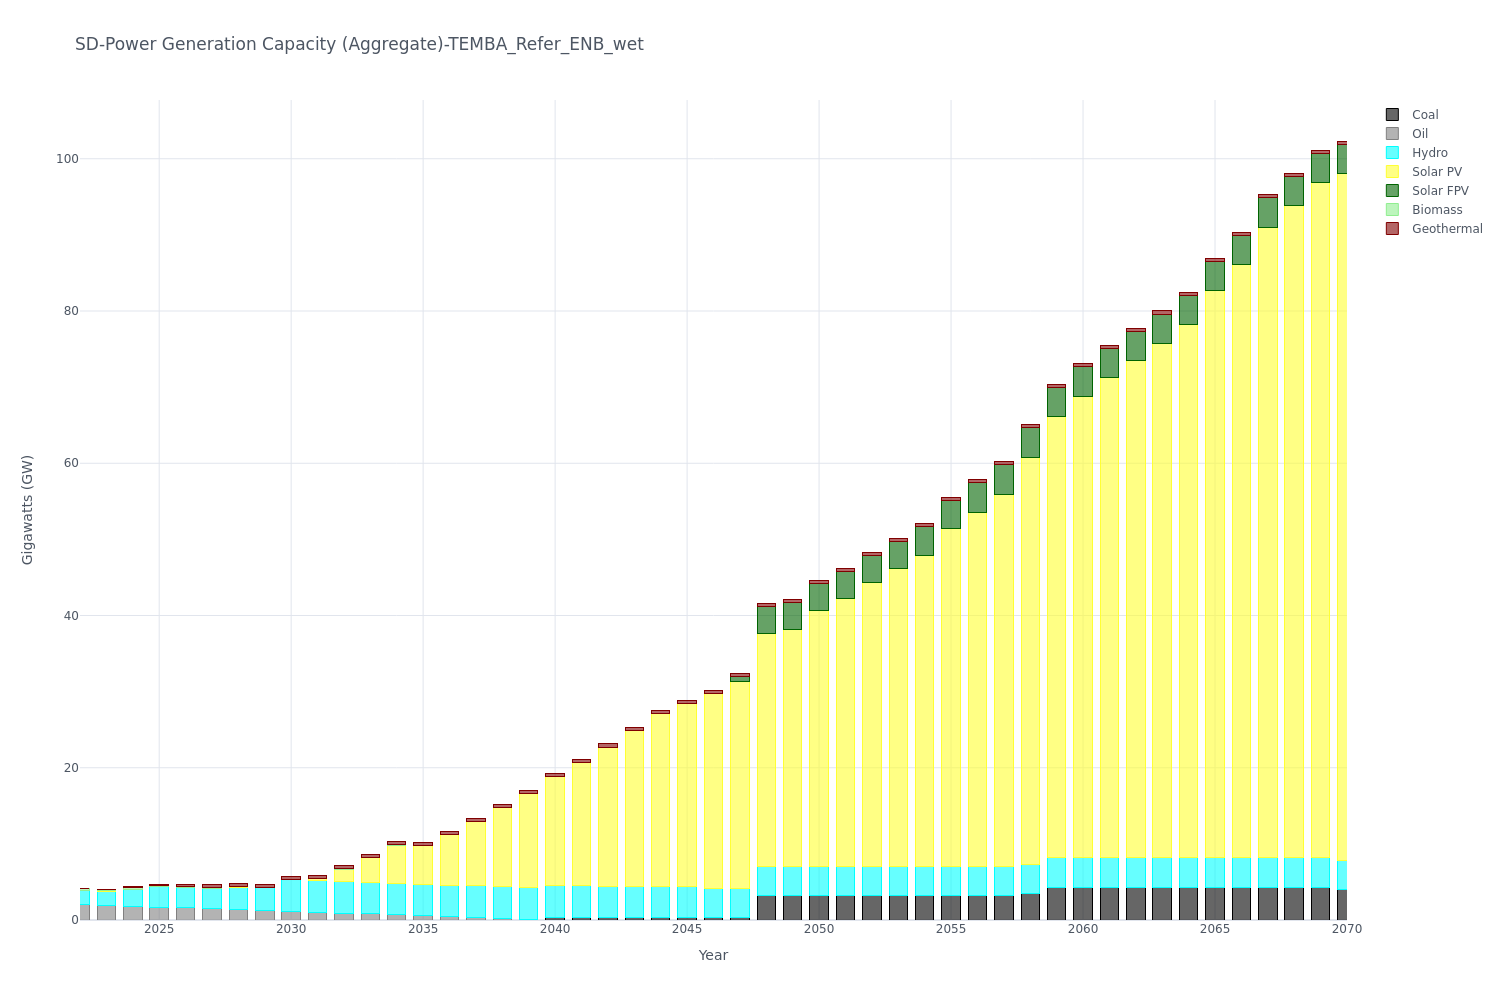 SD-Power Generation Capacity (Aggregate)-TEMBA_Refer_ENB_wet
Gigawatts (GW)
100
80
60
40
20
0
2025
2030
2035
2040
2045
2050
2055
2060
2065
2070
Year
Coal
Oil
Hydro
Solar PV
Solar FPV
Biomass
Geothermal